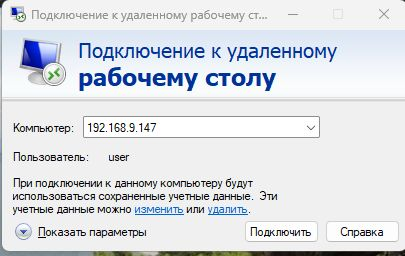 Подключение к удаленному рабочему ст...
Подключение к удаленному
рабочему столу
Компьютер: 192.168.9.147
Пользователь: user
При подключении к данному компьютеру будут
использоваться сохраненные учетные данные. Эти
учетные данные можно изменить или удалить.
Показать параметры Подключить Справка